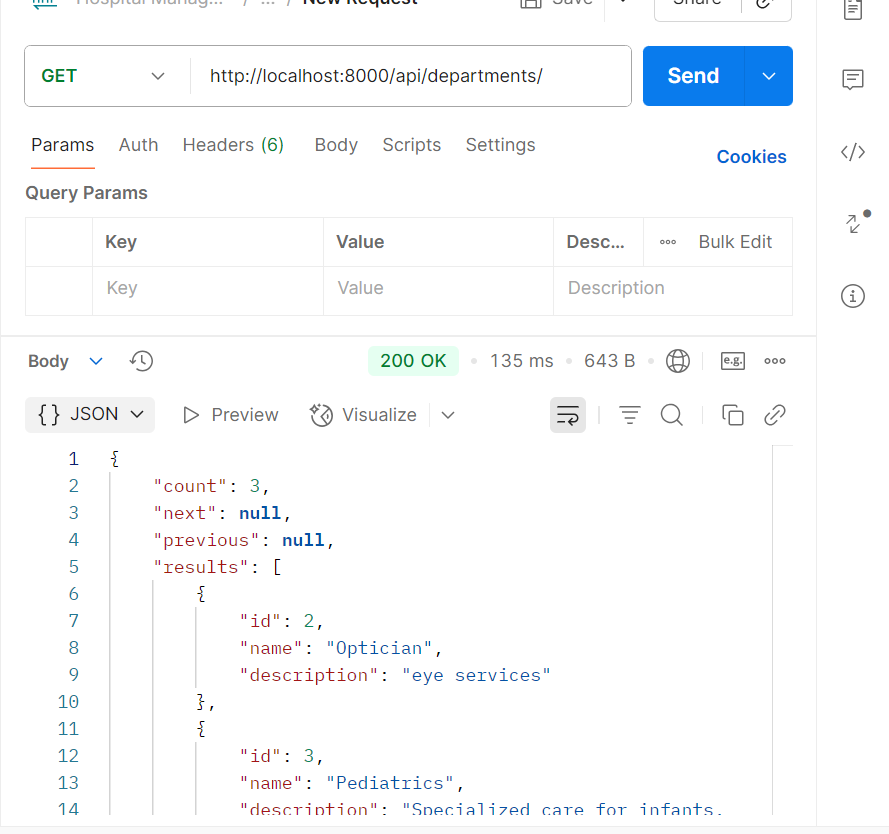 Hospital Manag... / ... / New Request Save Share
GET http://localhost:8000/api/departments/ Send
Params Auth Headers (6) Body Scripts Settings
Cookies
Query Params
Key Value Desc... Bulk Edit
Key Value Description
Body 200 OK 135 ms 643 B e.g.
{} JSON Preview Visualize
1 {
2 "count": 3,
3 "next": null,
4 "previous": null,
5 "results": [
6 {
7 "id": 2,
8 "name": "Optician",
9 "description": "eye services"
10 },
11 {
12 "id": 3,
13 "name": "Pediatrics",
14 "description": "Specialized care for infants,